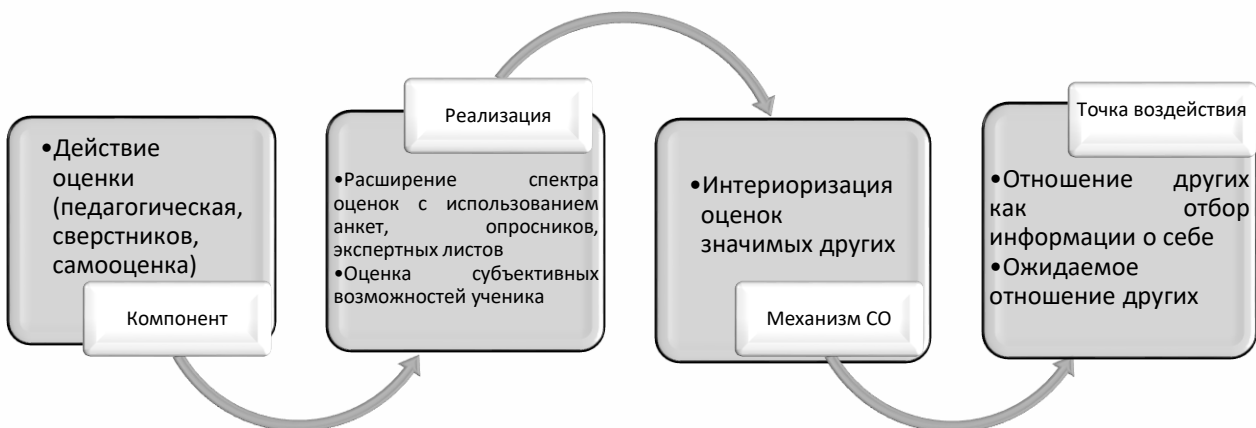 •Действие
оценки
(педагогическая,
сверстников,
самооценка)
Компонент
Реализация
•Расширение спектра
оценок с использованием
анкет, опросников,
экспертных листов
•Оценка субъективных
возможностей ученика
•Интериоризация
оценок
значимых других
Механизм СО
Точка воздействия
•Отношение других
как отбор
информации о себе
•Ожидаемое
отношение других